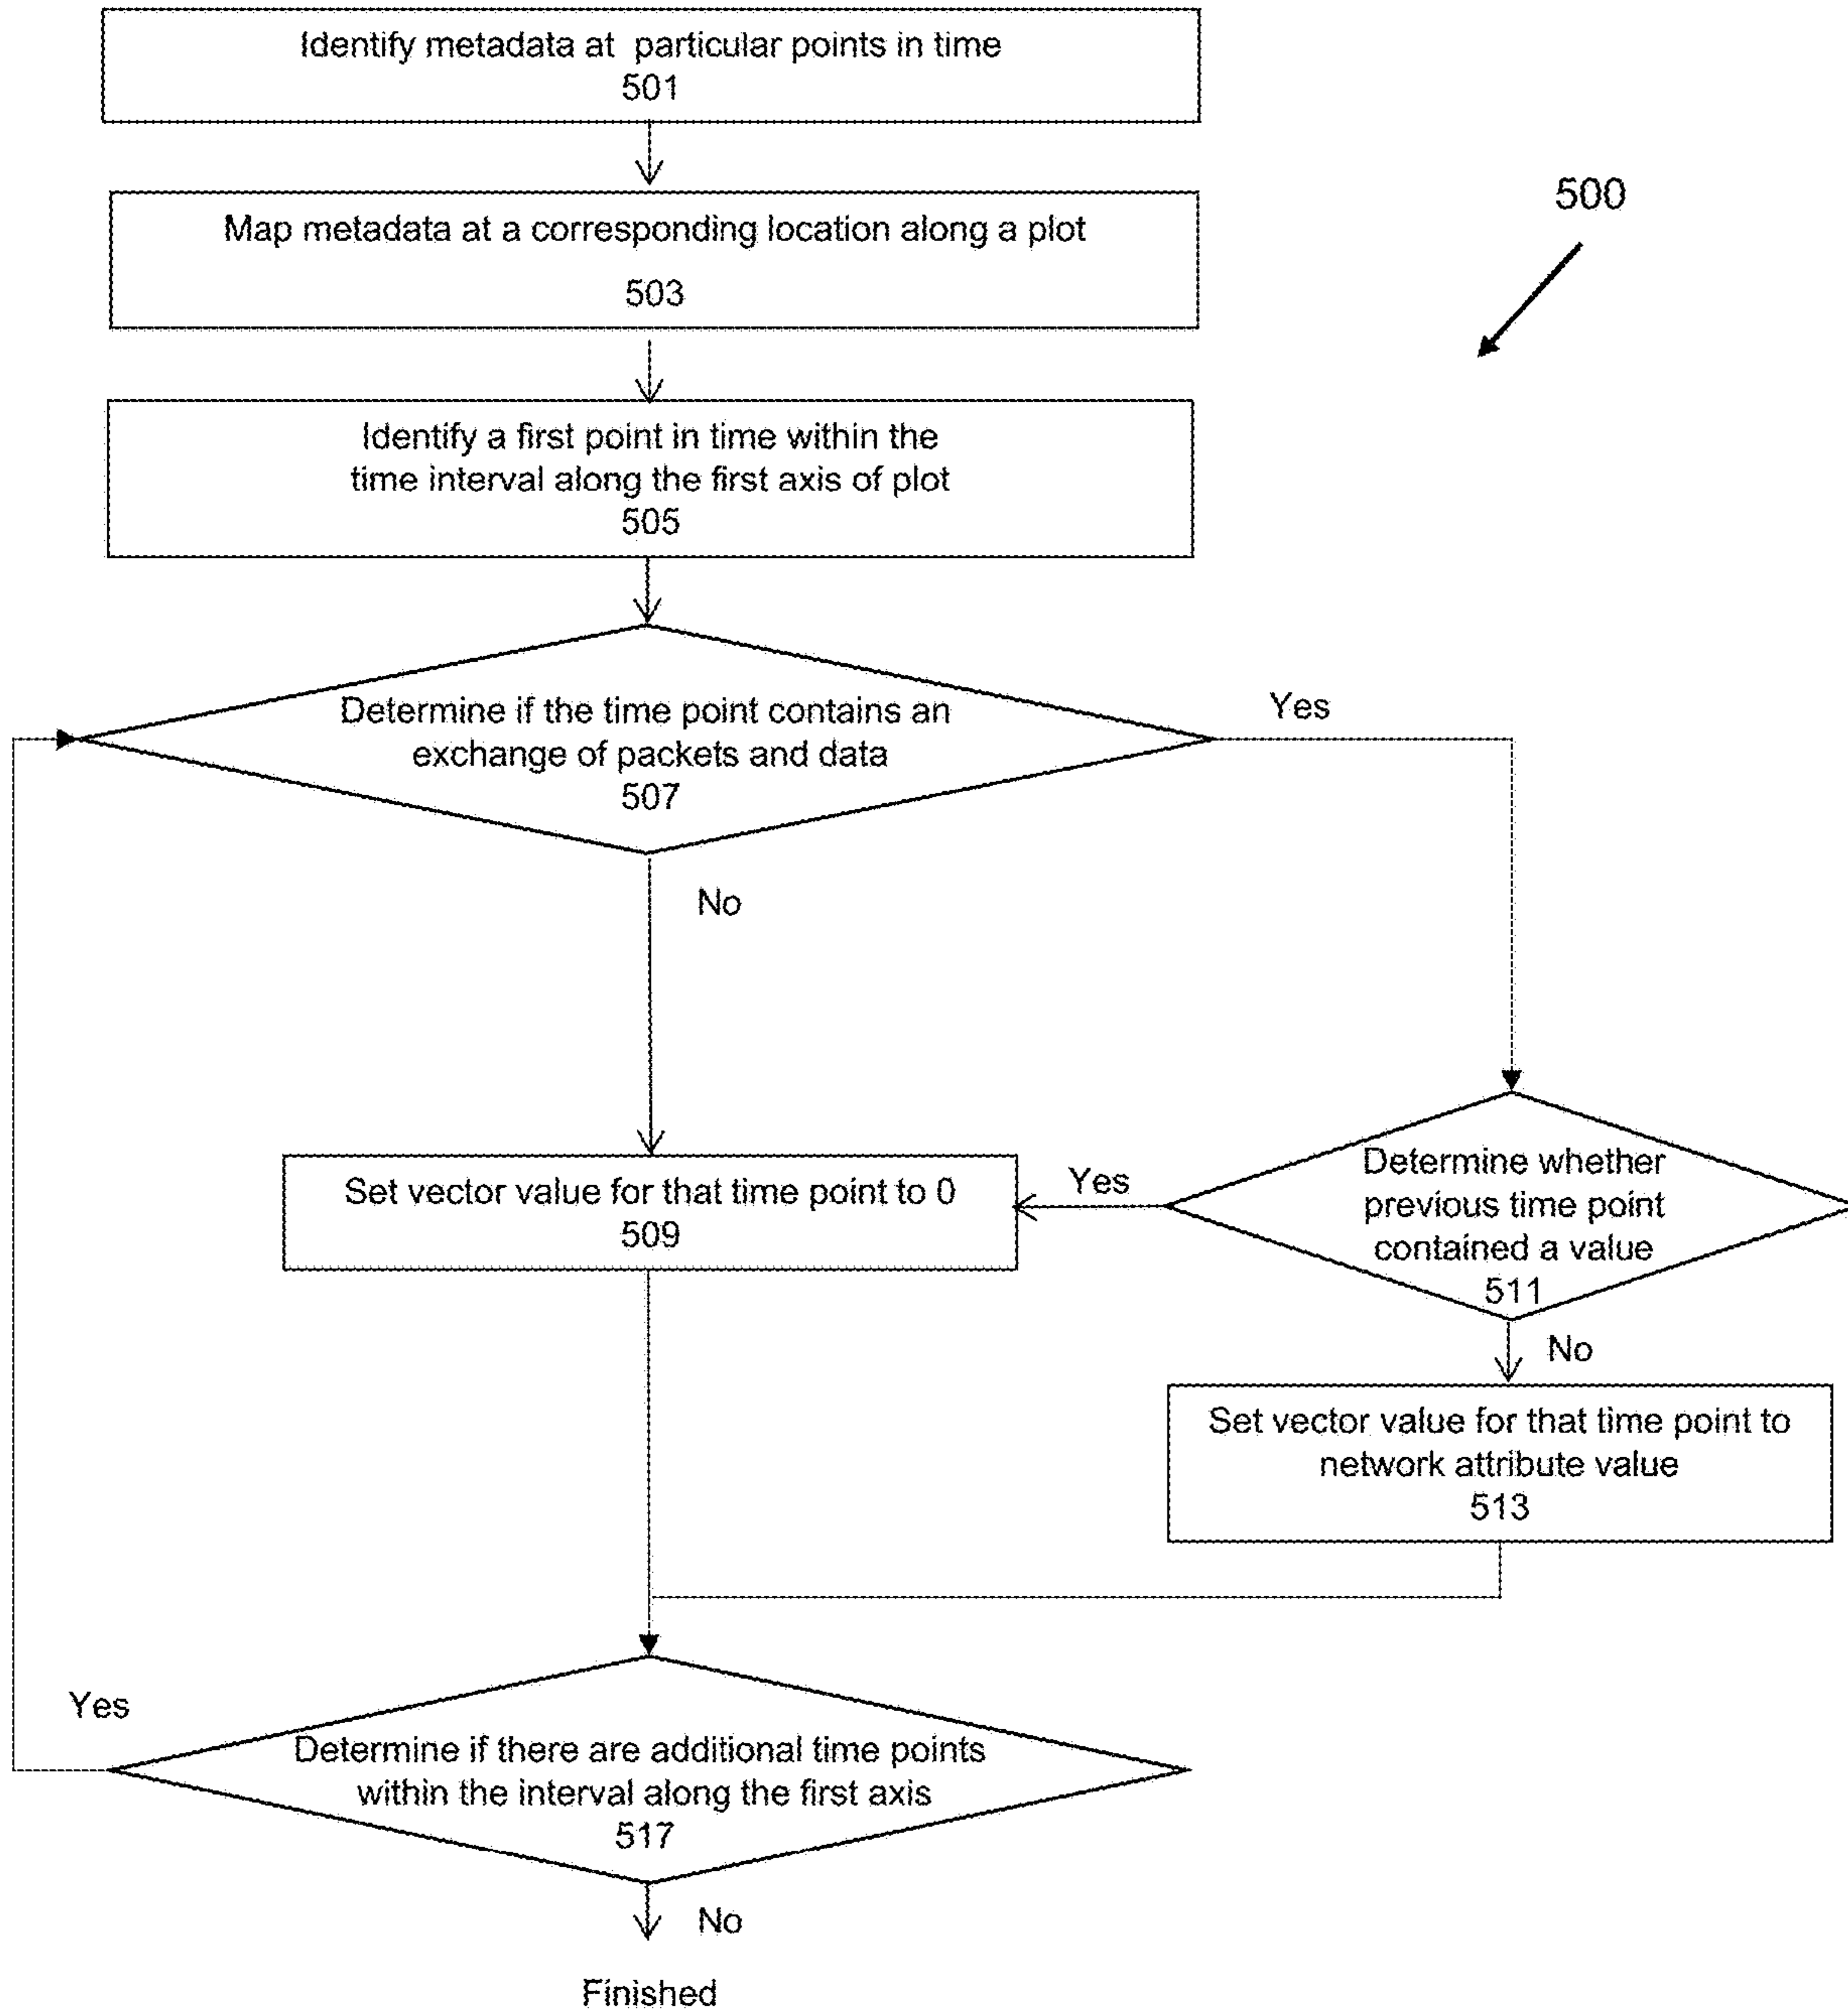 Identify metadata at particular points in time
501
Map metadata at a corresponding location along a plot
503
500
Identify a first point in time within the
time interval along the first axis of plot
505
Determine if the time point contains an
exchange of packets and data
507
Yes
No
Set vector value for that time point to 0
509
Yes
Determine whether
previous time point
contained a value
511
No
Set vector value for that time point to
network attribute value
513
Yes
Determine if there are additional time points
within the interval along the first axis
517
No
Finished